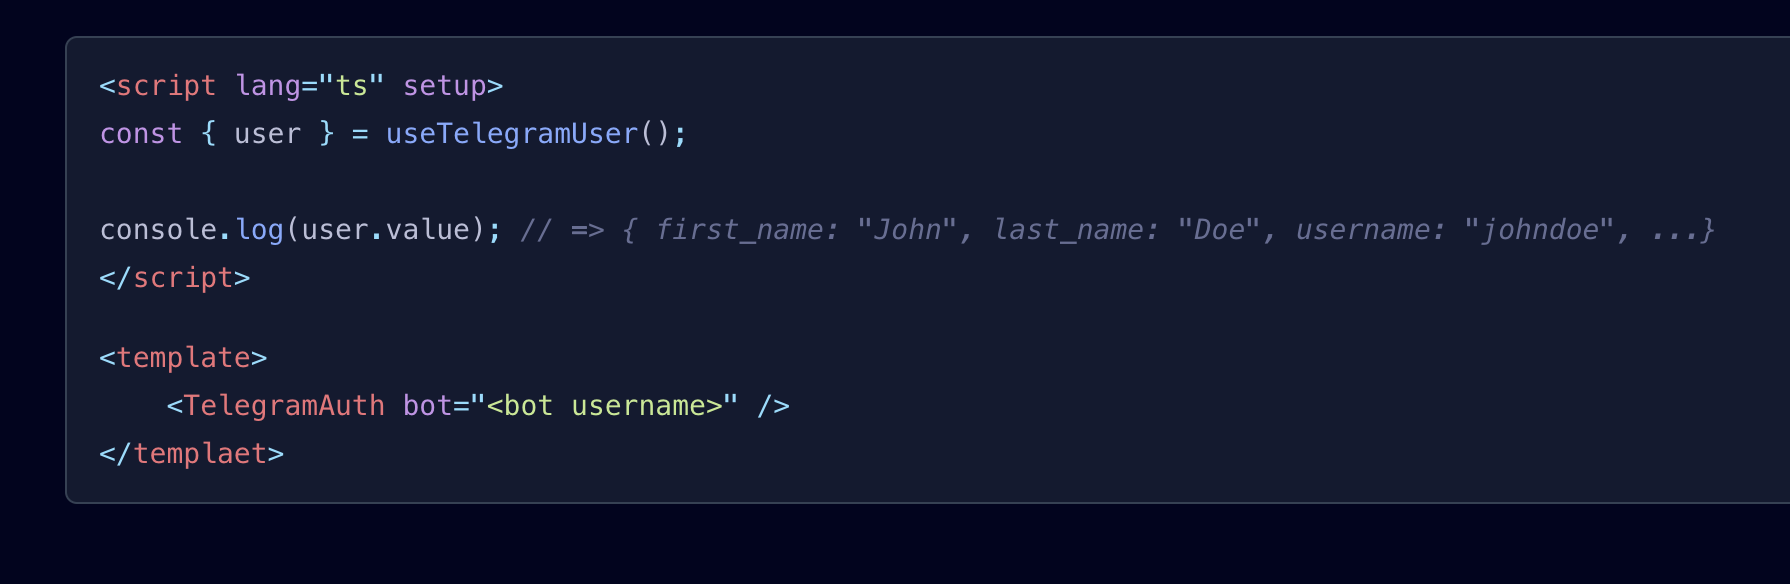 <script lang="ts" setup>
const { user } = useTelegramUser();

console.log(user.value); // => { first_name: "John", last_name: "Doe", username: "johndoe", ...}
</script>

<template>
    <TelegramAuth bot="<bot username>" />
</templaet>